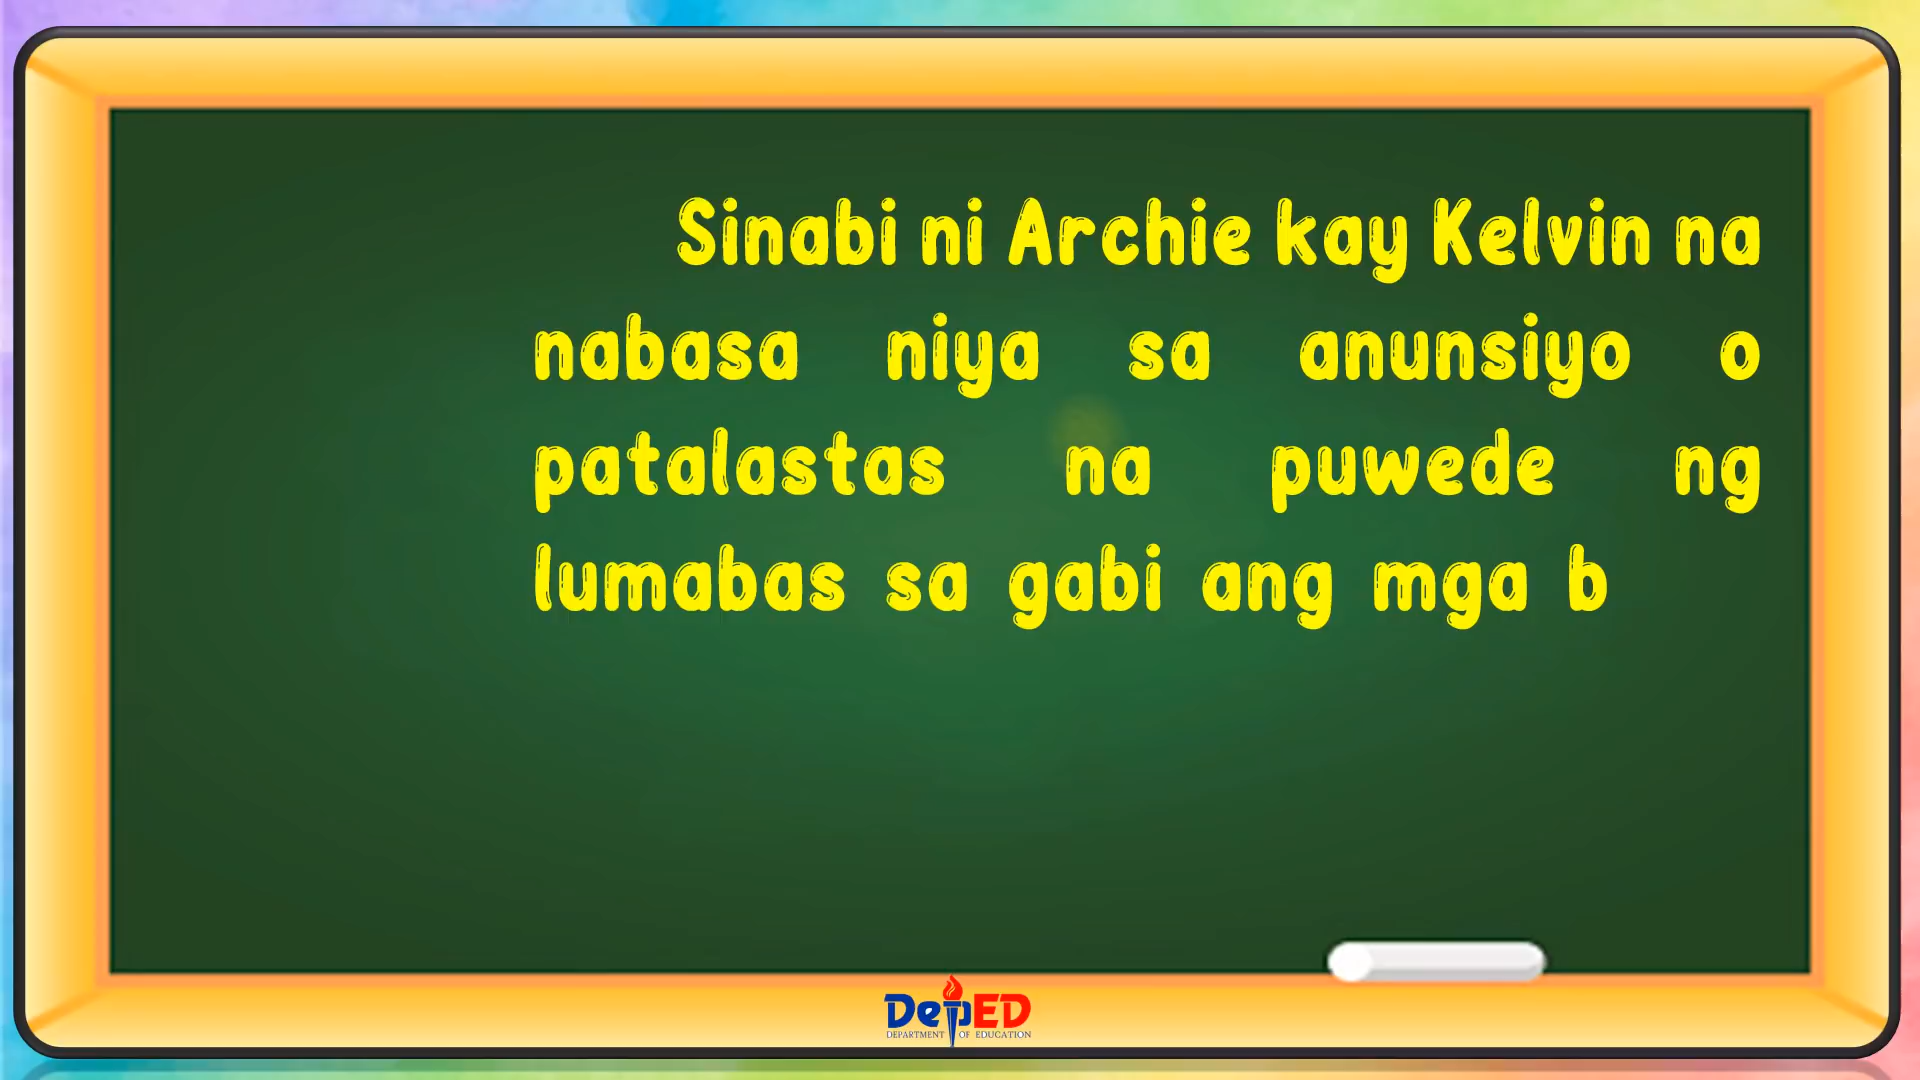 Sinabi ni Archie kay Kelvin na
nabasa niya sa anunsiyo o
patalastas na puwede ng
lumabas sa gabi ang mga b
DepED
DEPARTMENT OF EDUCATION